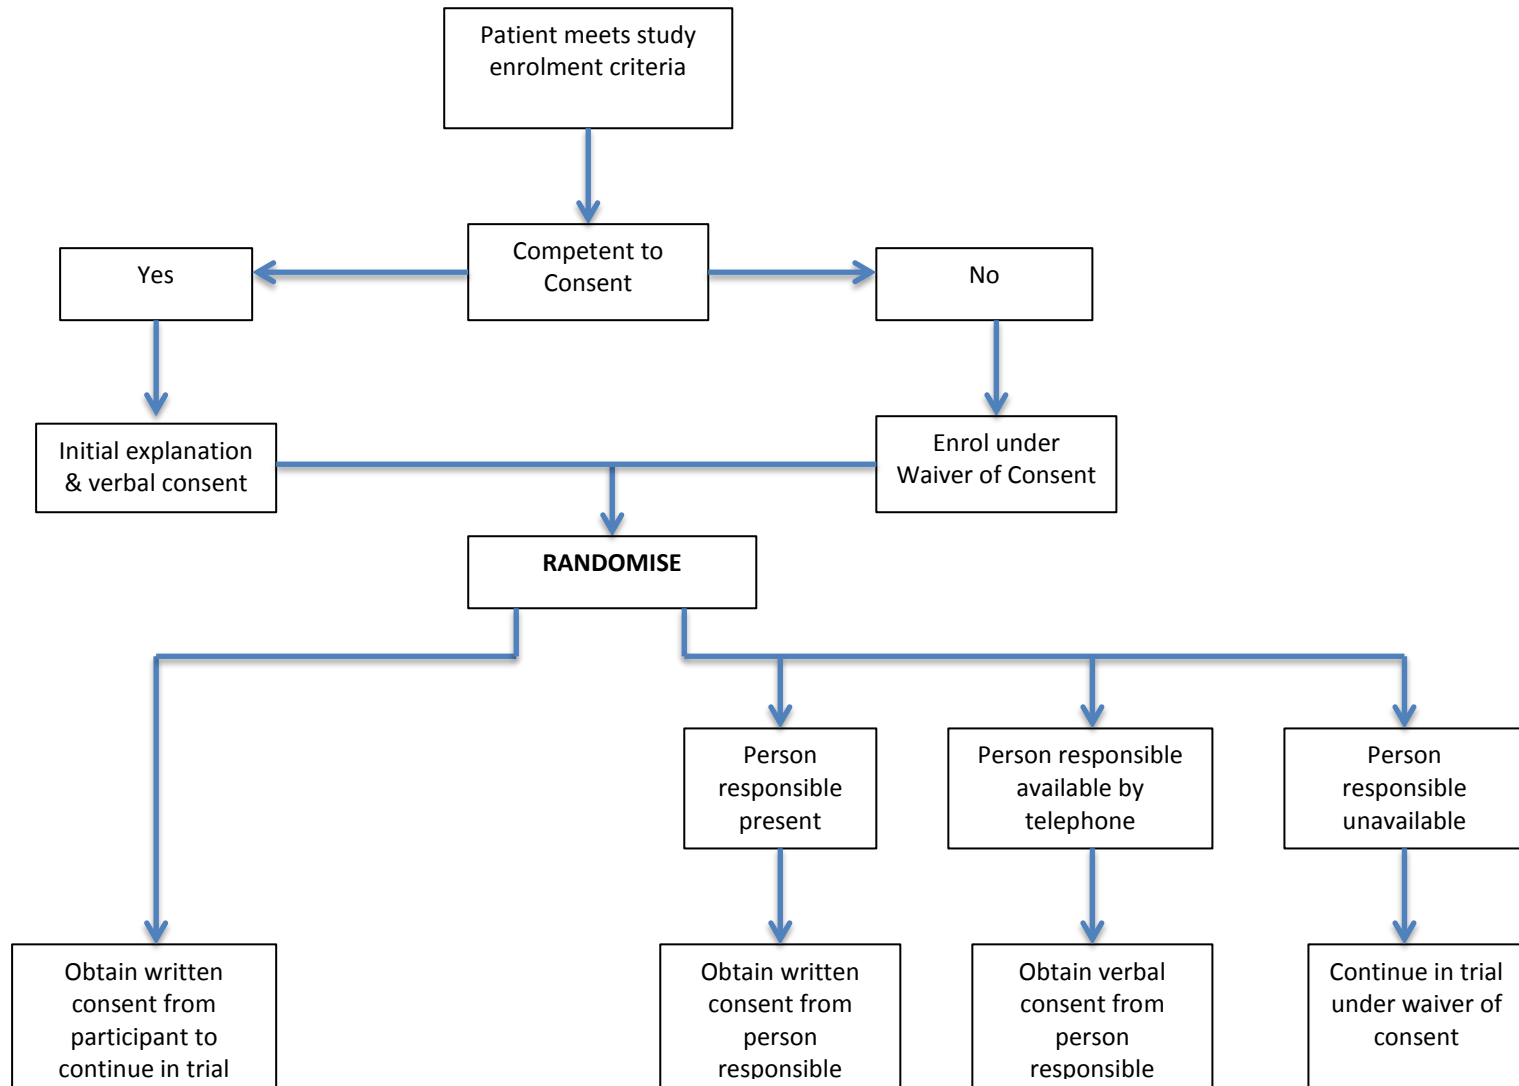 Patient meets study
enrolment criteria
Competent to
Consent
Yes
No
Initial explanation
& verbal consent
Enrol under
Waiver of Consent
RANDOMISE
Person
responsible
present
Person responsible
available by
telephone
Person
responsible
unavailable
Obtain written
consent from
participant to
continue in trial
Obtain written
consent from
person
responsible
Obtain verbal
consent from
person
responsible
Continue in trial
under waiver of
consent